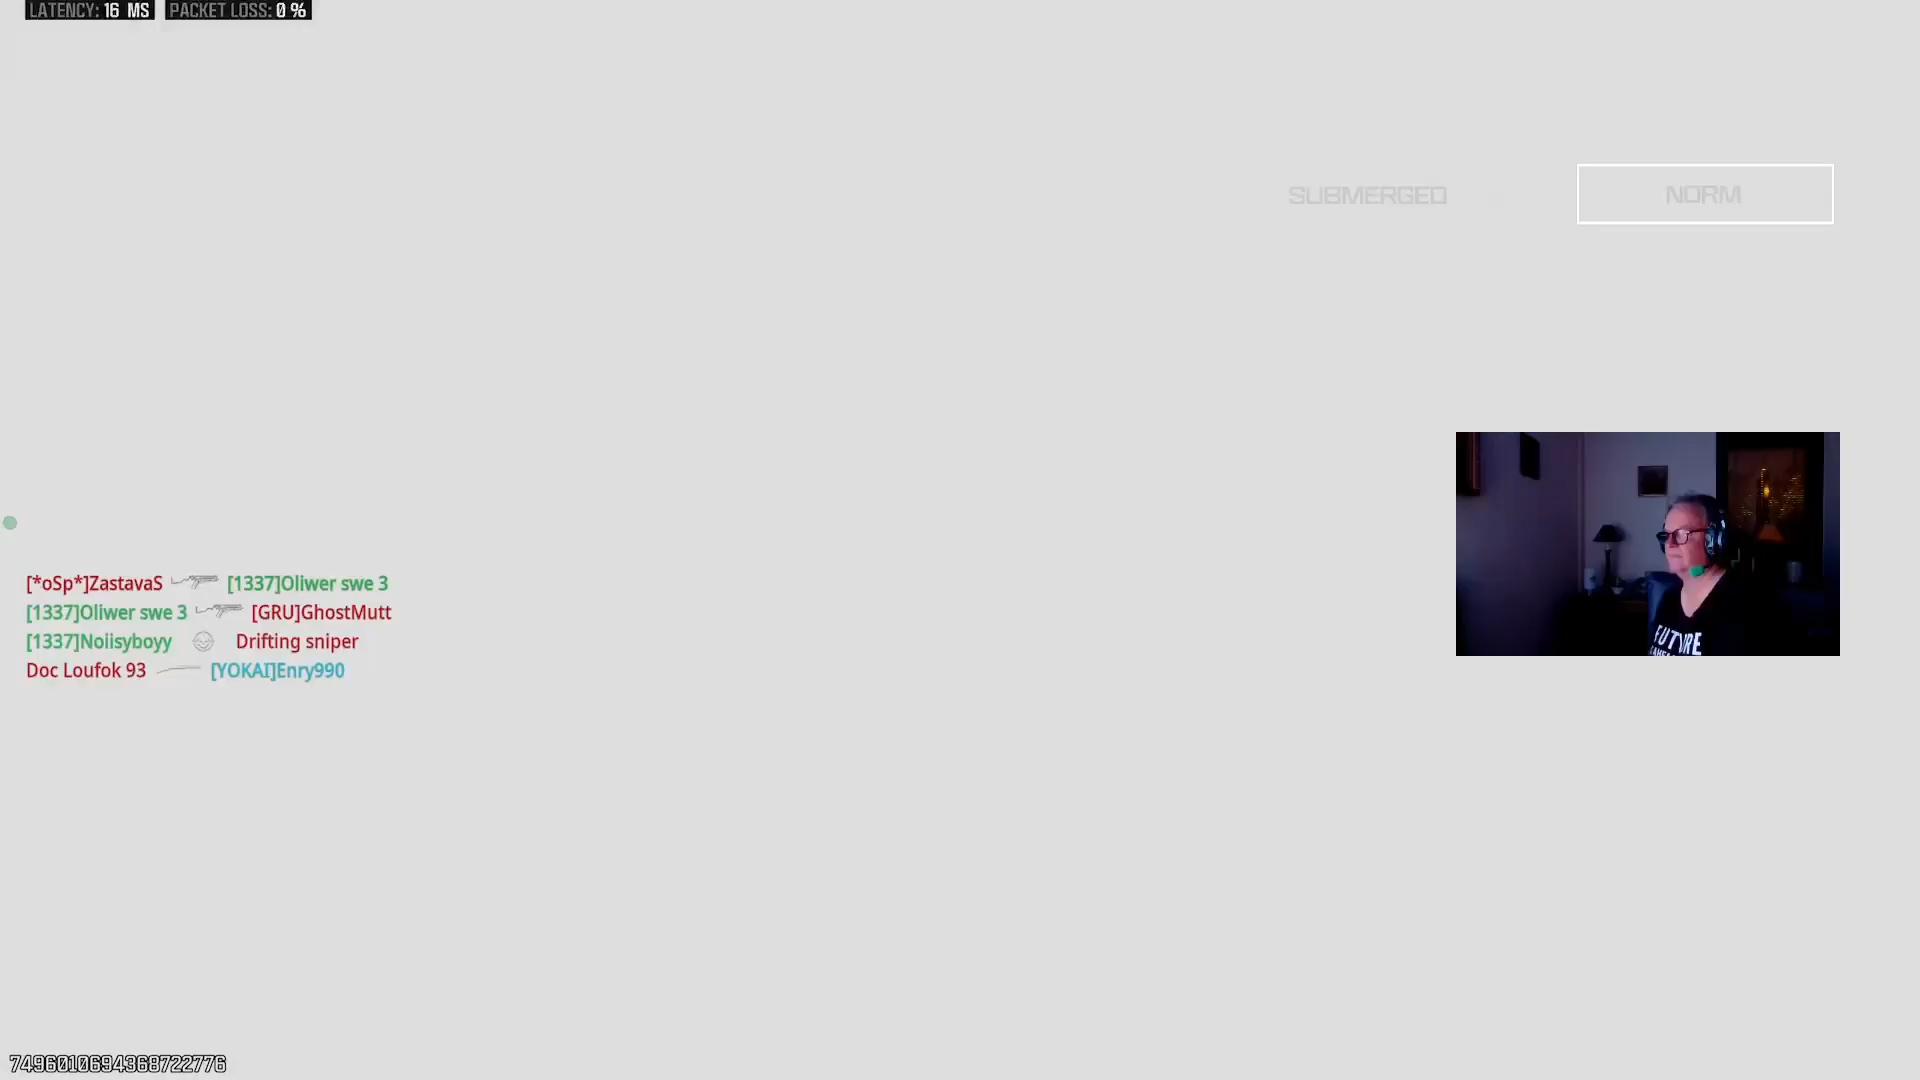 LATENCY: 16 MS PACKET LOSS: 0 %
SUBMERGED NORM
[*oSp*]ZastavaS [1337]Oliwer swe 3
[1337]Oliwer swe 3 [GRU]GhostMutt
[1337]Noiisyboyy Drifting sniper
Doc Loufok 93 [YOKAI]Enry990
FUTURE
7496010694368722776